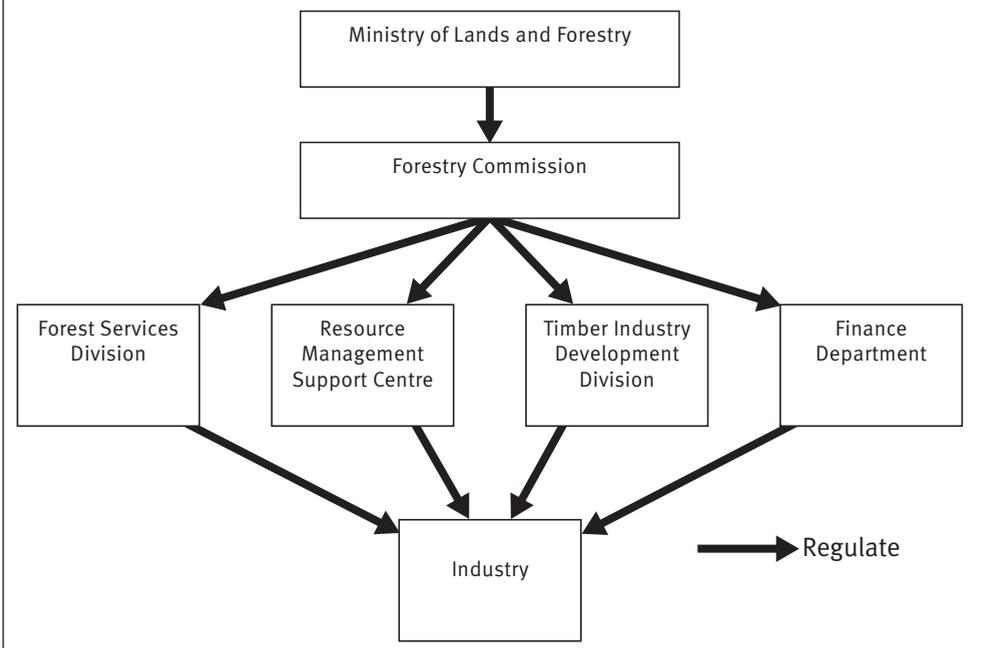 Ministry of Lands and Forestry
Forestry Commission
Forest Services
Division
Resource
Management
Support Centre
Timber Industry
Development
Division
Finance
Department
Industry
Regulate